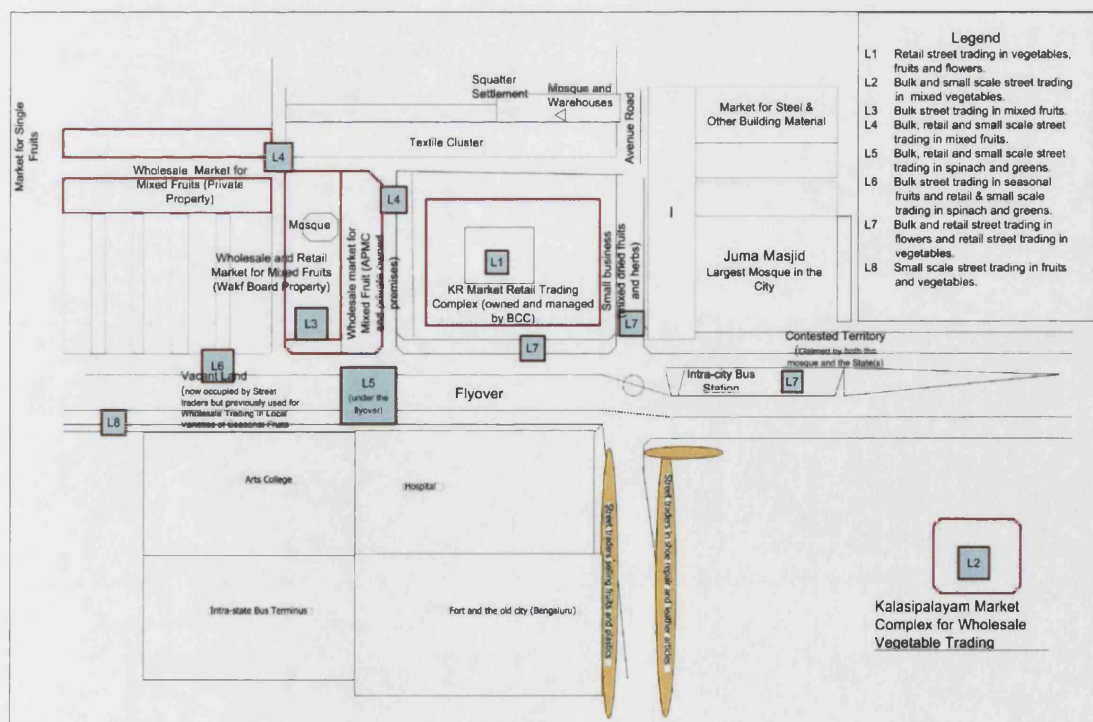 Legend
L1 Retail street trading in vegetables,
fruits and flowers.
L2 Bulk and small scale street trading
in mixed vegetables.
L3 Bulk street trading in mixed fruits.
L4 Bulk, retail and small scale street
trading in mixed fruits.
L5 Bulk, retail and small scale street
trading in spinach and greens.
L6 Bulk street trading in seasonal
fruits and retail & small scale
trading in spinach and greens.
L7 Bulk and retail street trading in
flowers and retail street trading in
vegetables.
L8 Small scale street trading in fruits
and vegetables.
Squatter
Settlement
Mosque and
Warehouses
Avenue Road
Market for Steel &
Other Building Material
Textile Cluster
Market for Single
Fruits
L4
Wholesale Market for
Mixed Fruits (Private
Property)
L4
Mosque
Wholesale and Retail
Market for Mixed Fruits
(Wakf Board Property)
Wholesale market for
Mixed Fruit (APMC
and private owned
premises)
L1
KR Market Retail Trading
Complex (owned and managed
by BCC)
Small business
(mixed dried fruits
and herbs)
Juma Masjid
Largest Mosque in the
City
L3
L7
L7
Contested Territory
(Claimed by both the
mosque and the State(s)
L6
Vacant Land
(now occupied by Street
traders but previously used for
Wholesale Trading in Local
Varieties of Seasonal Fruits
L5
(under the
flyover)
Flyover
Intra-city Bus
Station
L7
L8
Arts College
Hospital
Street traders selling fruits and plastics
Street traders in shoe repair and leather articles
Intra-state Bus Terminus
Fort and the old city (Bengaluru)
L2
Kalasipalayam Market
Complex for Wholesale
Vegetable Trading